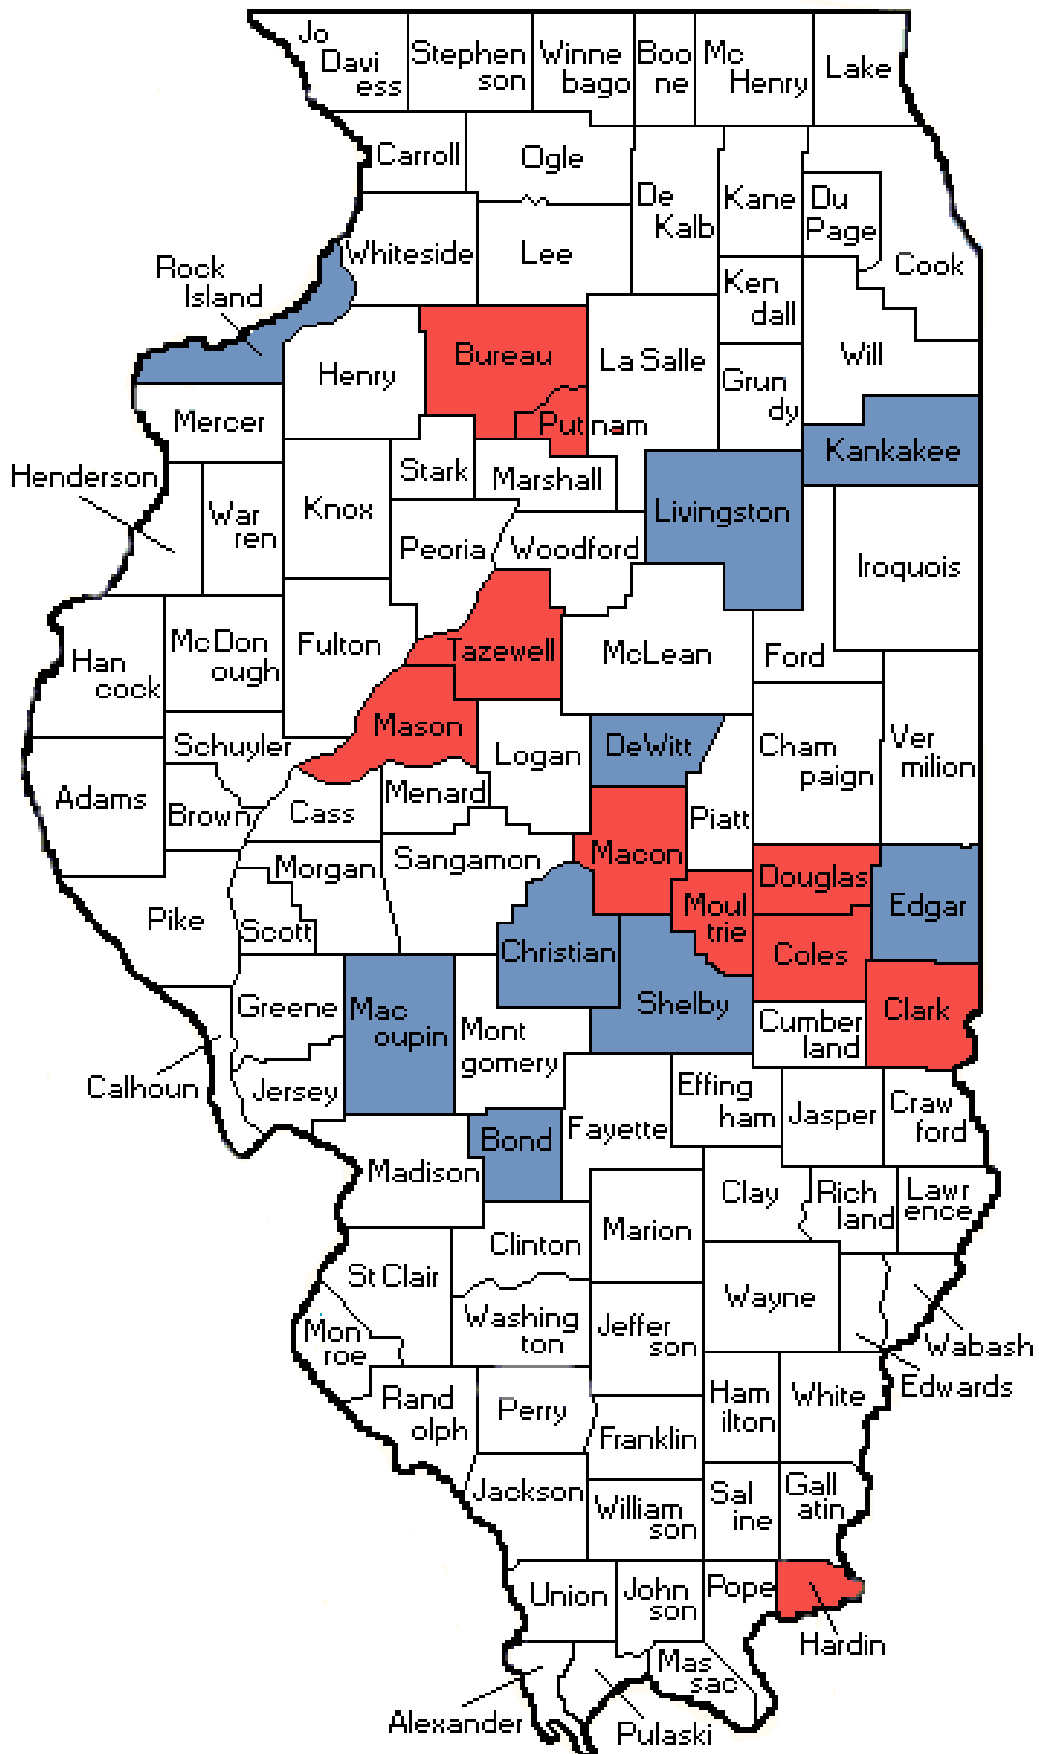 Jo
Davi
ess
Stephen
son
Winne
bago
Boo
ne
Mc
Henry
Lake
Carroll
Ogle
De
Kalb
Kane
Du
Page
Cook
Whiteside
Lee
Rock
Island
Ken
dall
Bureau
La Salle
Will
Henry
Grun
dy
Mercer
Putnam
Kankakee
Henderson
Stark
Marshall
Knox
War
ren
Livingston
Peoria
Woodford
Iroquois
Han
cock
McDon
ough
Fulton
Tazewell
McLean
Ford
Mason
Schuyler
Logan
DeWitt
Cham
paign
Ver
milion
Adams
Brown
Cass
Menard
Piatt
Morgan
Sangamon
Macon
Douglas
Edgar
Pike
Scott
Moul
trie
Christian
Coles
Greene
Mac
oupin
Shelby
Clark
Mont
gomery
Cumber
land
Calhoun
Jersey
Effing
ham
Jasper
Craw
ford
Bond
Fayette
Madison
Clay
Rich
land
Lawr
ence
Clinton
Marion
St Clair
Wayne
Washing
ton
Jeffer
son
Mon
roe
Wabash
Edwards
Rand
olph
Perry
Ham
ilton
White
Franklin
Jackson
William
son
Sal
ine
Gall
atin
Union
John
son
Pope
Hardin
Mas
sac
Alexander
Pulaski